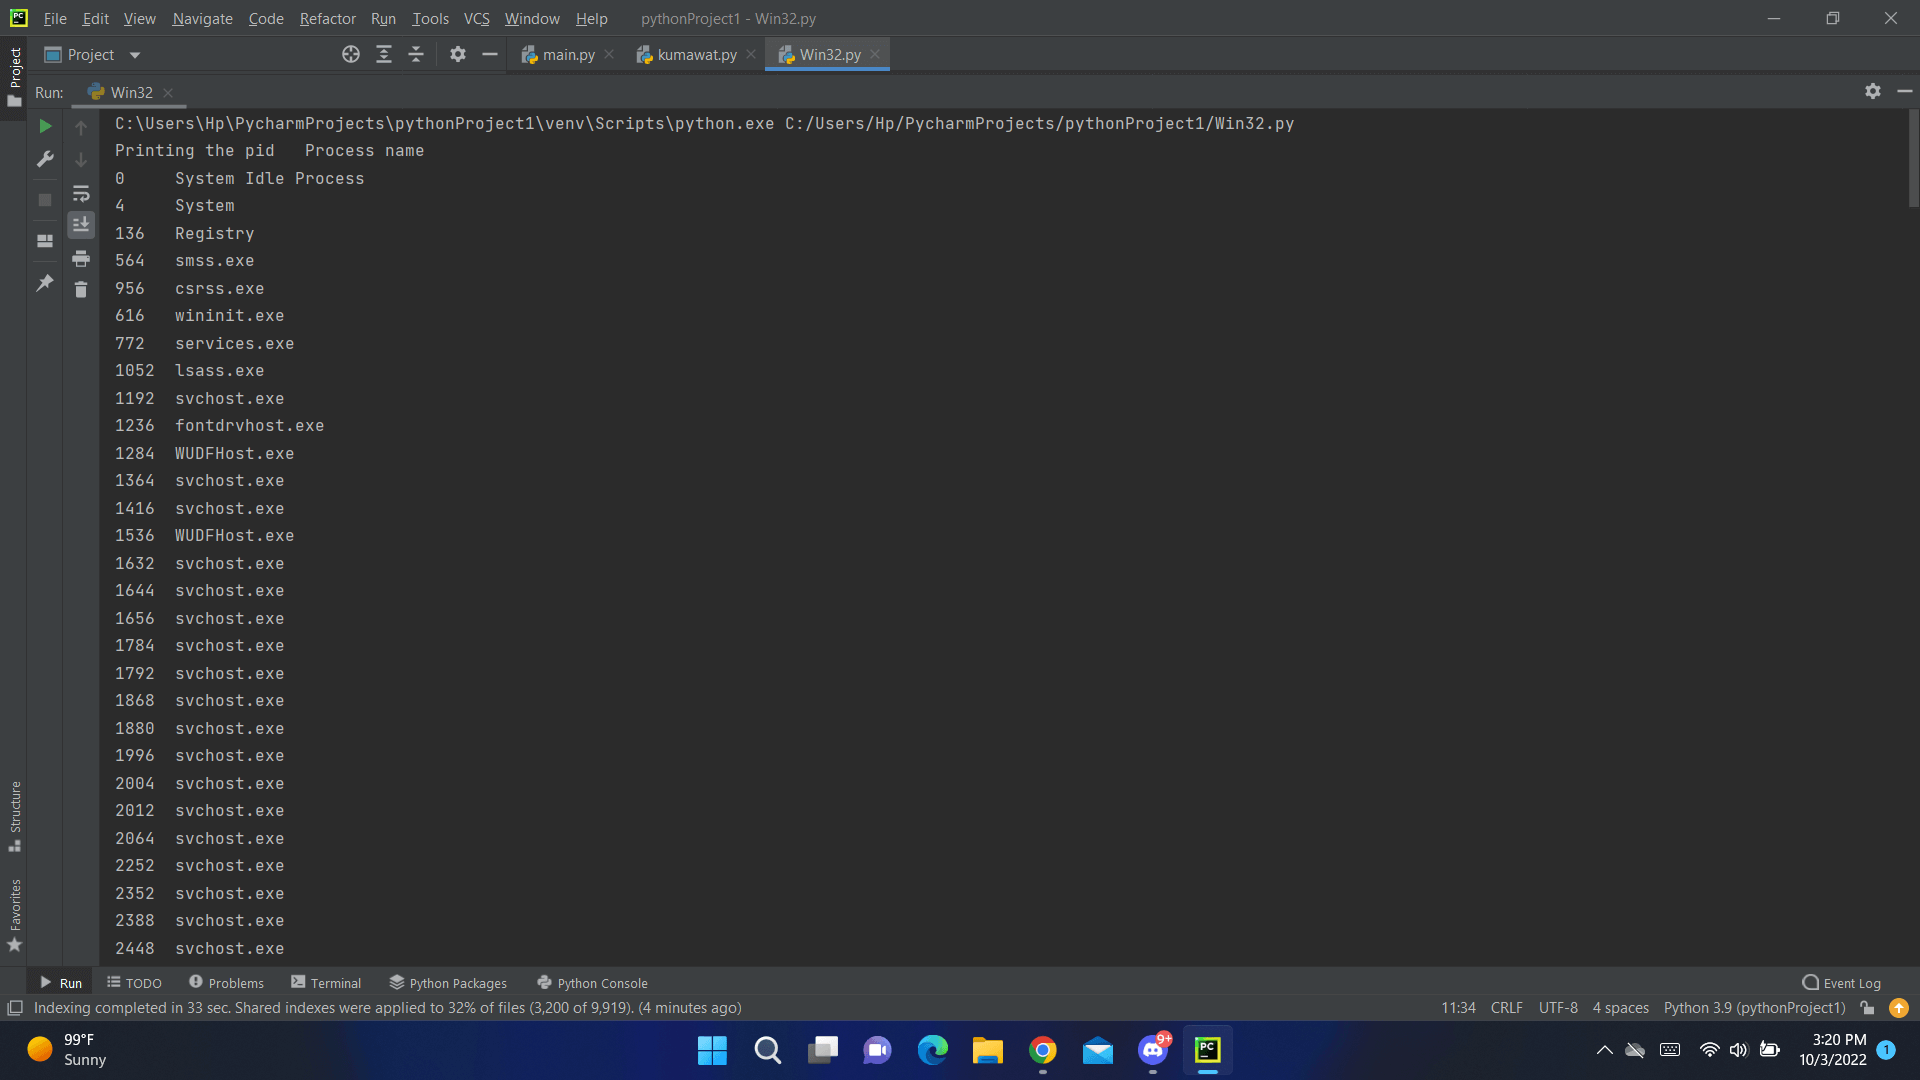 PC File Edit View Navigate Code Refactor Run Tools VCS Window Help pythonProject1 - Win32.py
Project main.py kumawat.py Win32.py
Project
Run: Win32
C:\Users\Hp\PycharmProjects\pythonProject1\venv\Scripts\python.exe C:/Users/Hp/PycharmProjects/pythonProject1/Win32.py
Printing the pid Process name
0 System Idle Process
4 System
136 Registry
564 smss.exe
956 csrss.exe
616 wininit.exe
772 services.exe
1052 lsass.exe
1192 svchost.exe
1236 fontdrvhost.exe
1284 WUDFHost.exe
1364 svchost.exe
1416 svchost.exe
1536 WUDFHost.exe
1632 svchost.exe
1644 svchost.exe
1656 svchost.exe
1784 svchost.exe
1792 svchost.exe
1868 svchost.exe
1880 svchost.exe
1996 svchost.exe
2004 svchost.exe
2012 svchost.exe
2064 svchost.exe
2252 svchost.exe
2352 svchost.exe
2388 svchost.exe
2448 svchost.exe
Structure
Favorites
Run TODO Problems Terminal Python Packages Python Console Event Log
Indexing completed in 33 sec. Shared indexes were applied to 32% of files (3,200 of 9,919). (4 minutes ago) 11:34 CRLF UTF-8 4 spaces Python 3.9 (pythonProject1)
99°F
Sunny
9+
PC
3:20 PM
10/3/2022
1